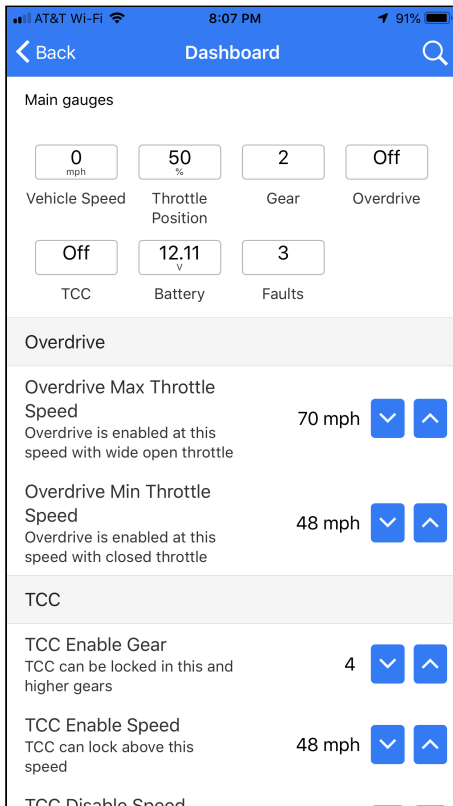 AT&T Wi-Fi 8:07 PM 91%
Back Dashboard
Main gauges
0 50 2 Off
mph %
Vehicle Speed Throttle Gear Overdrive
Position
Off 12.11 3
V
TCC Battery Faults
Overdrive
Overdrive Max Throttle
Speed
70 mph
Overdrive is enabled at this
speed with wide open throttle
Overdrive Min Throttle
Speed
48 mph
Overdrive is enabled at this
speed with closed throttle
TCC
TCC Enable Gear
TCC can be locked in this and
4
higher gears
TCC Enable Speed
TCC can lock above this
48 mph
speed
TCC Disable Speed